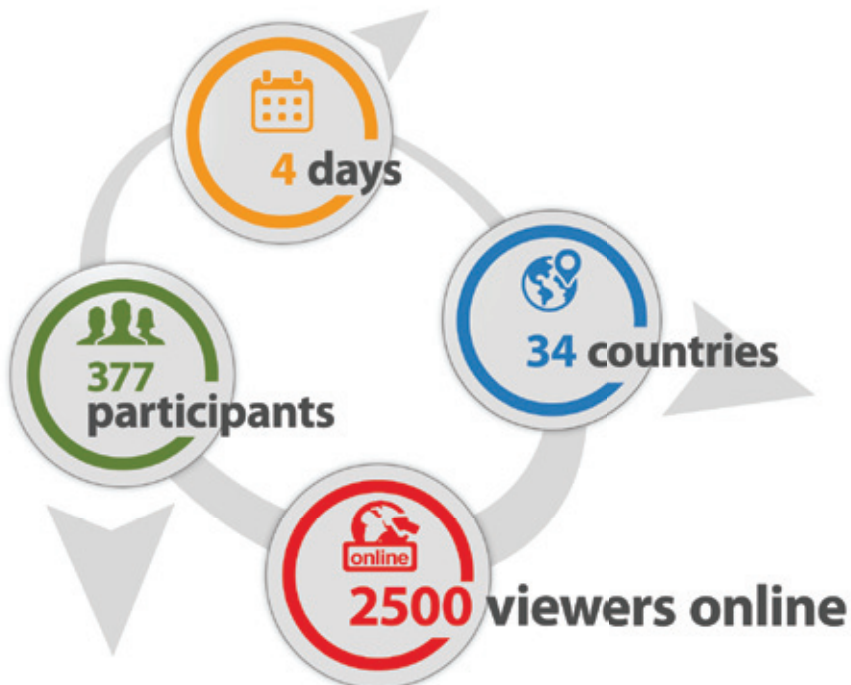 4 days
34 countries
377
participants
online
2500 viewers online